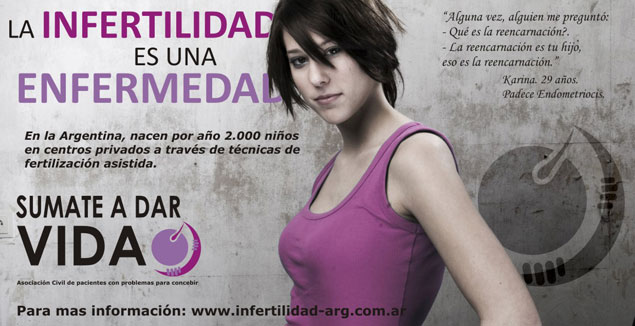 LA INFERTILIDAD
ES UNA
ENFERMEDAD
"Alguna vez, alguien me preguntó:
- Qué es la reencarnación?.
- La reencarnación es tu hijo,
eso es la reencarnación."
Karina. 29 años.
Padece Endometriocis.
En la Argentina, nacen por año 2.000 niños
en centros privados a través de técnicas de
fertilización asistida.
SUMATE A DAR
VIDA
Asociación Civil de pacientes con problemas para concebir
Para mas información: www.infertilidad-arg.com.ar